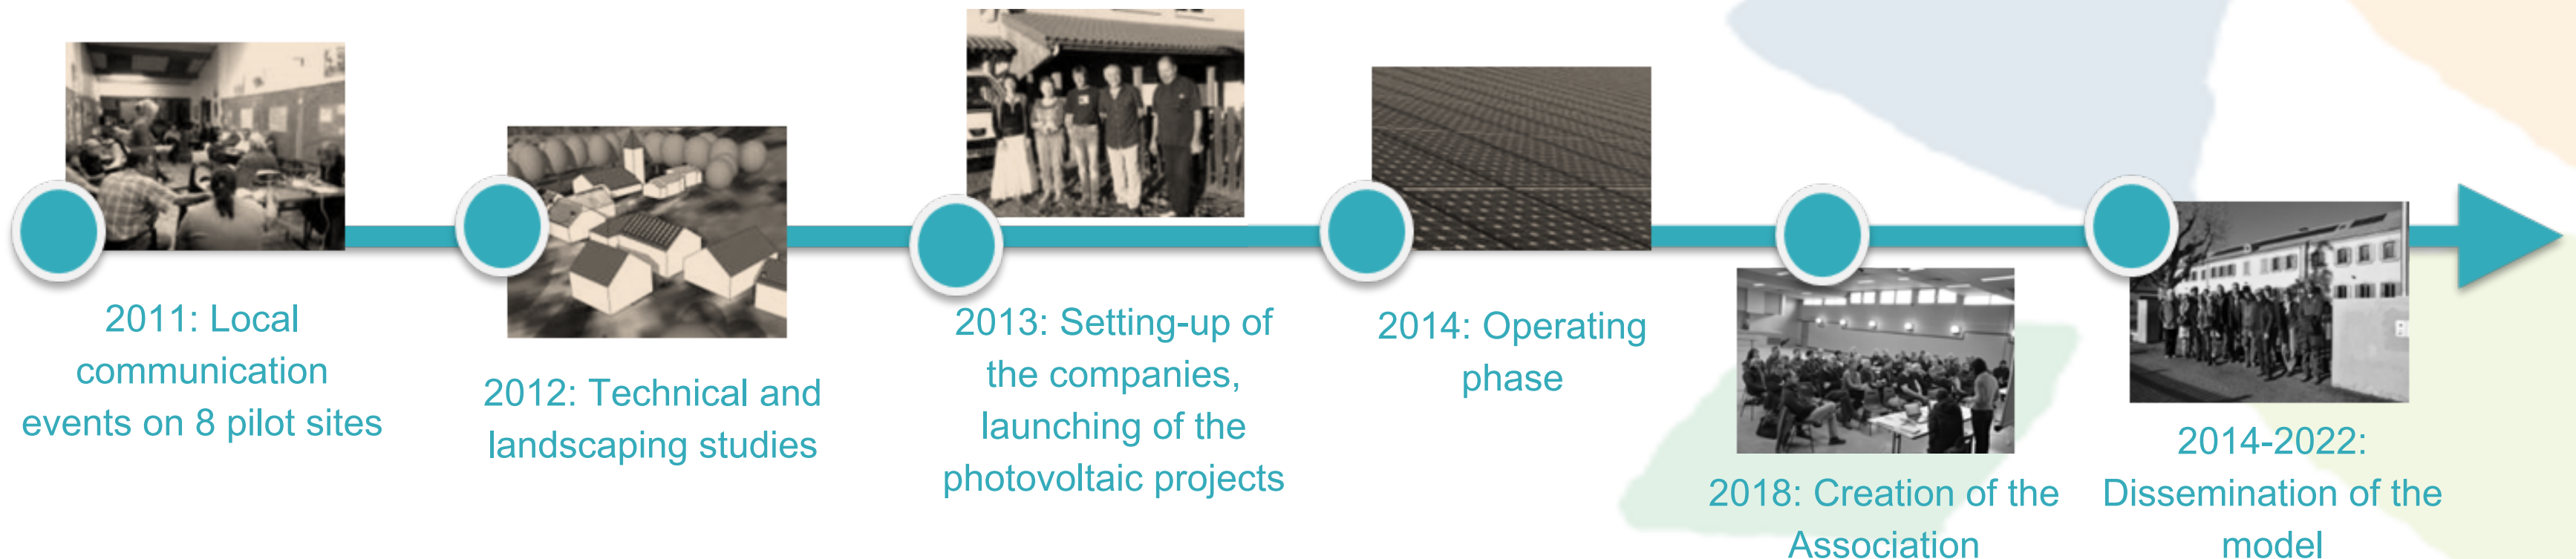 2011: Local
communication
events on 8 pilot sites
2012: Technical and
landscaping studies
2013: Setting-up of
the companies,
launching of the
photovoltaic projects
2014: Operating
phase
2018: Creation of the
Association
2014-2022:
Dissemination of the
model